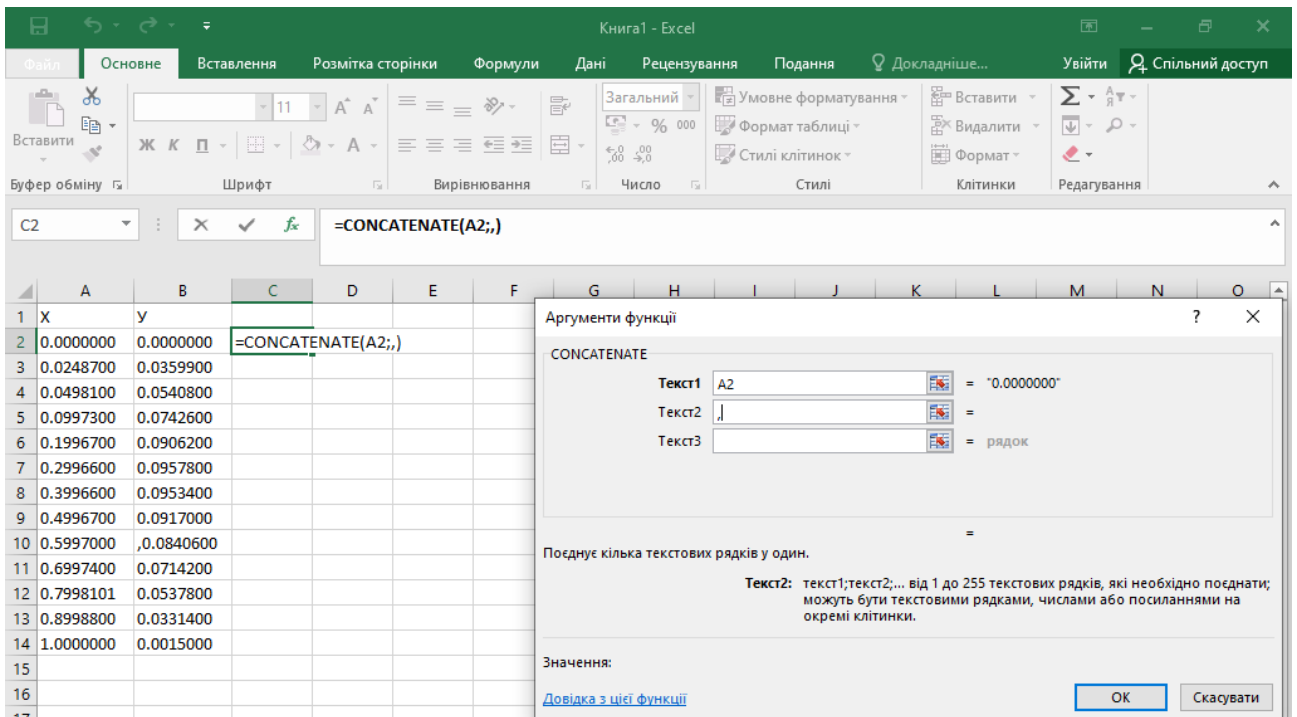 Книга1 - Excel
Файл Основне Вставлення Розмітка сторінки Формули Дані Рецензування Подання Докладніше... Увійти Спільний доступ
11 A A Загальний Умовне форматування Вставити Σ А Я
Вставити Ж К П А % 000 Формат таблиці Видалити
,00 ,0 ,00 Стилі клітинок Формат
Буфер обміну Шрифт Вирівнювання Число Стилі Клітинки Редагування
C2 fx =CONCATENATE(A2;,)
A B C D E F G H I J K L M N O
1 X У
2 0.0000000 0.0000000 =CONCATENATE(A2;,)
3 0.0248700 0.0359900
4 0.0498100 0.0540800
5 0.0997300 0.0742600
6 0.1996700 0.0906200
7 0.2996600 0.0957800
8 0.3996600 0.0953400
9 0.4996700 0.0917000
10 0.5997000 ,0.0840600
11 0.6997400 0.0714200
12 0.7998101 0.0537800
13 0.8998800 0.0331400
14 1.0000000 0.0015000
15
16
Аргументи функції ?
CONCATENATE
Текст1 A2 = "0.0000000"
Текст2 , =
Текст3 = рядок
=
Поєднує кілька текстових рядків у один.
Текст2: текст1;текст2;... від 1 до 255 текстових рядків, які необхідно поєднати;
можуть бути текстовими рядками, числами або посиланнями на
окремі клітинки.
Значення:
Довідка з цієї функції OK Скасувати